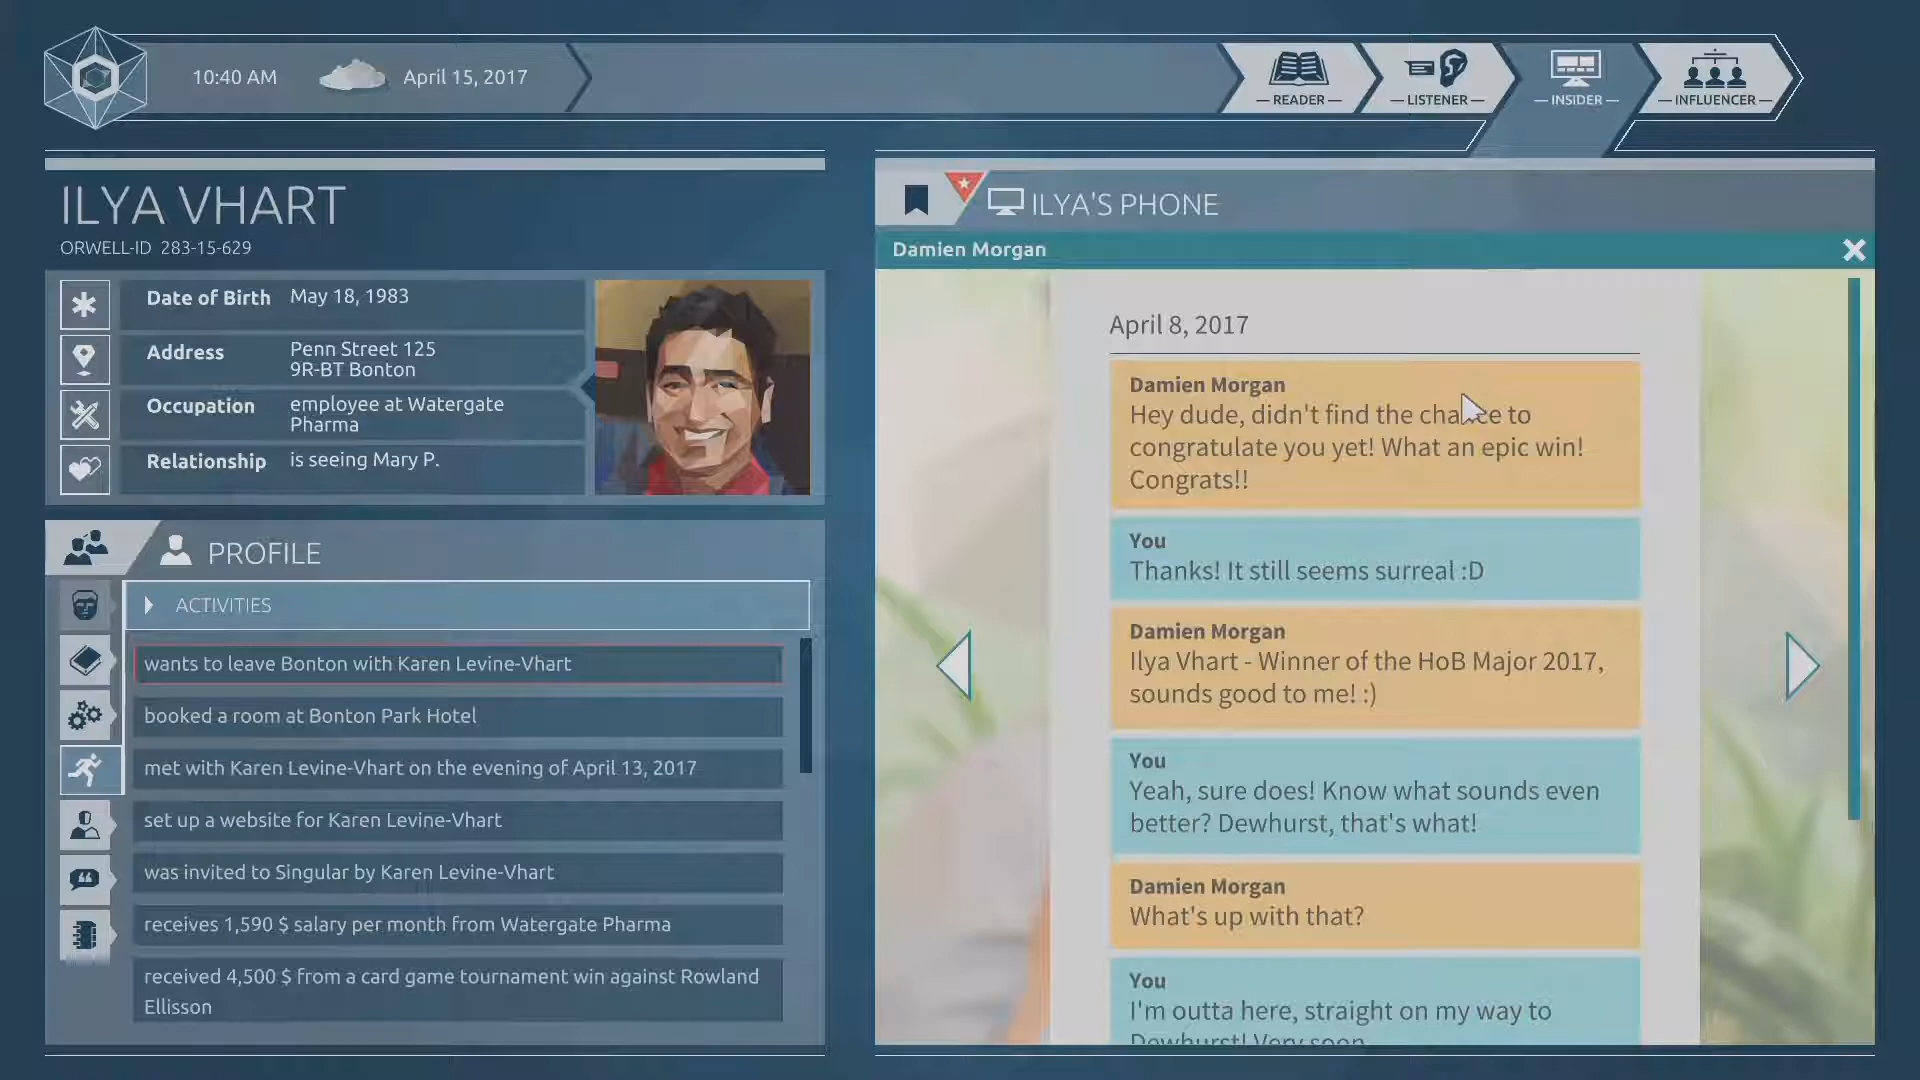 10:40 AM
April 15, 2017
READER
LISTENER
INSIDER
INFLUENCER
ILYA VHART
ORWELL-ID 283-15-629
Date of Birth May 18, 1983
Address Penn Street 125
9R-BT Bonton
Occupation employee at Watergate
Pharma
Relationship is seeing Mary P.
PROFILE
ACTIVITIES
wants to leave Bonton with Karen Levine-Vhart
booked a room at Bonton Park Hotel
met with Karen Levine-Vhart on the evening of April 13, 2017
set up a website for Karen Levine-Vhart
was invited to Singular by Karen Levine-Vhart
receives 1,590 $ salary per month from Watergate Pharma
received 4,500 $ from a card game tournament win against Rowland
Ellisson
ILYA'S PHONE
Damien Morgan
April 8, 2017
Damien Morgan
Hey dude, didn't find the chance to
congratulate you yet! What an epic win!
Congrats!!
You
Thanks! It still seems surreal :D
Damien Morgan
Ilya Vhart - Winner of the HoB Major 2017,
sounds good to me! :)
You
Yeah, sure does! Know what sounds even
better? Dewhurst, that's what!
Damien Morgan
What's up with that?
You
I'm outta here, straight on my way to
Dewhurst! Very soon